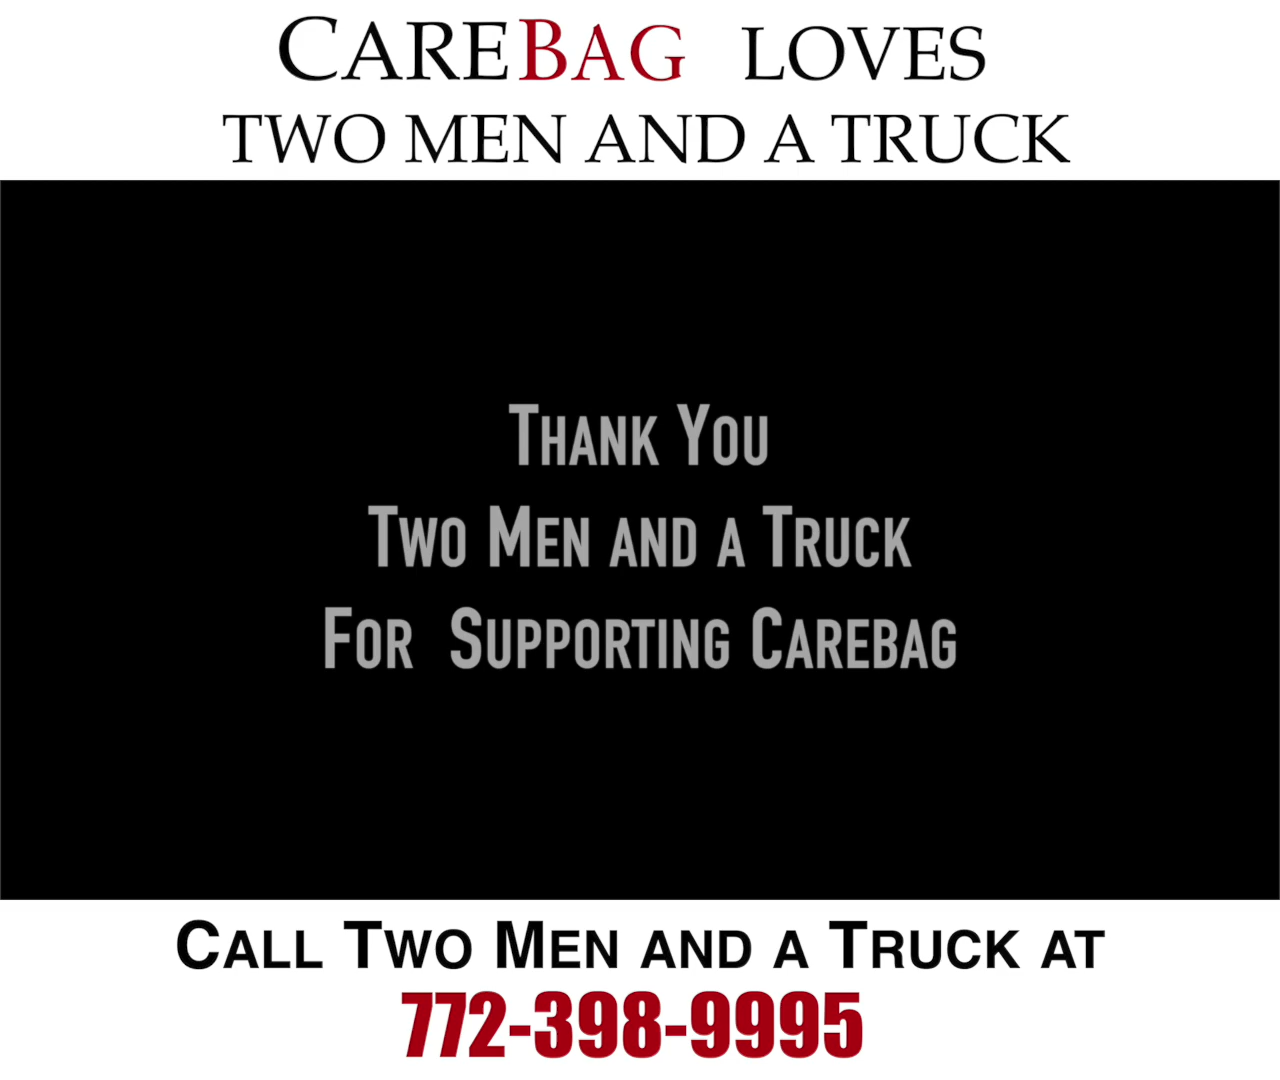 CAREBAG LOVES
TWO MEN AND A TRUCK
THANK YOU
TWO MEN AND A TRUCK
FOR SUPPORTING CAREBAG
CALL TWO MEN AND A TRUCK AT
772-398-9995